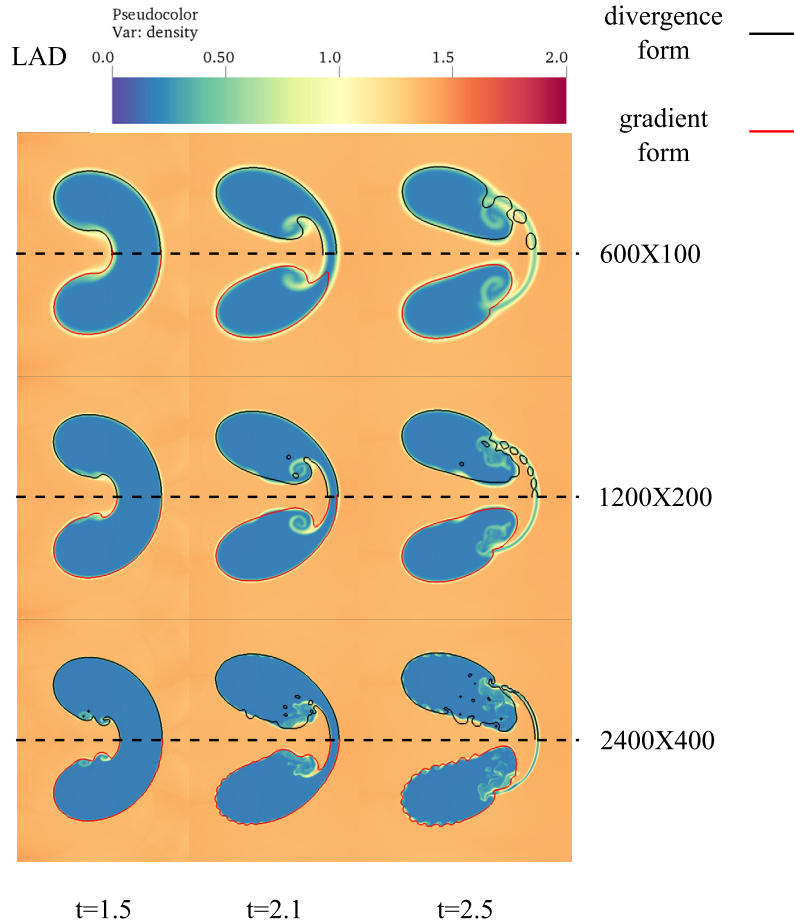 Pseudocolor
Var: density
LAD
0.0 0.50 1.0 1.5 2.0
divergence
form
gradient
form
600X100
1200X200
2400X400
t=1.5 t=2.1 t=2.5